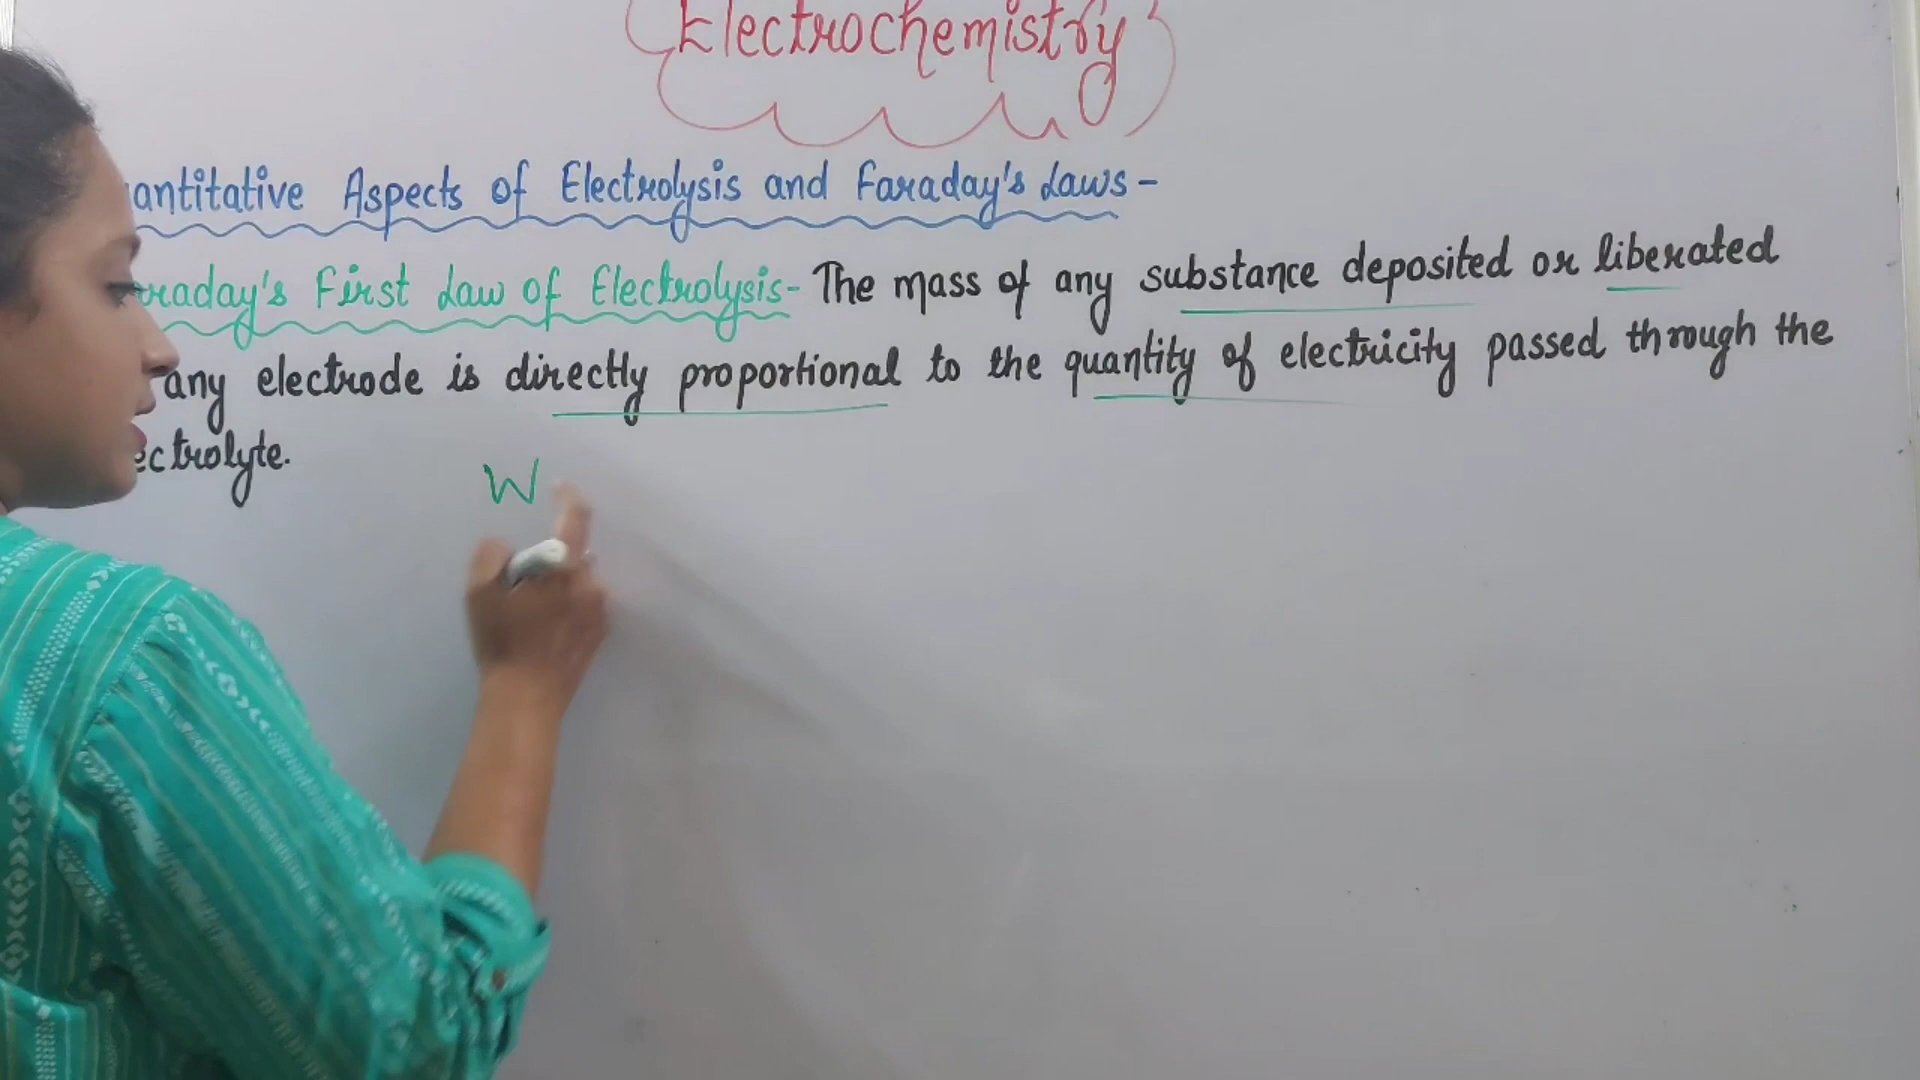 Electrochemistry
antitative Aspects of Electrolysis and Faraday's Laws -
raday's First Law of Electrolysis - The mass of any substance deposited or liberated
any electrode is directly proportional to the quantity of electricity passed through the
ectrolyte.
W